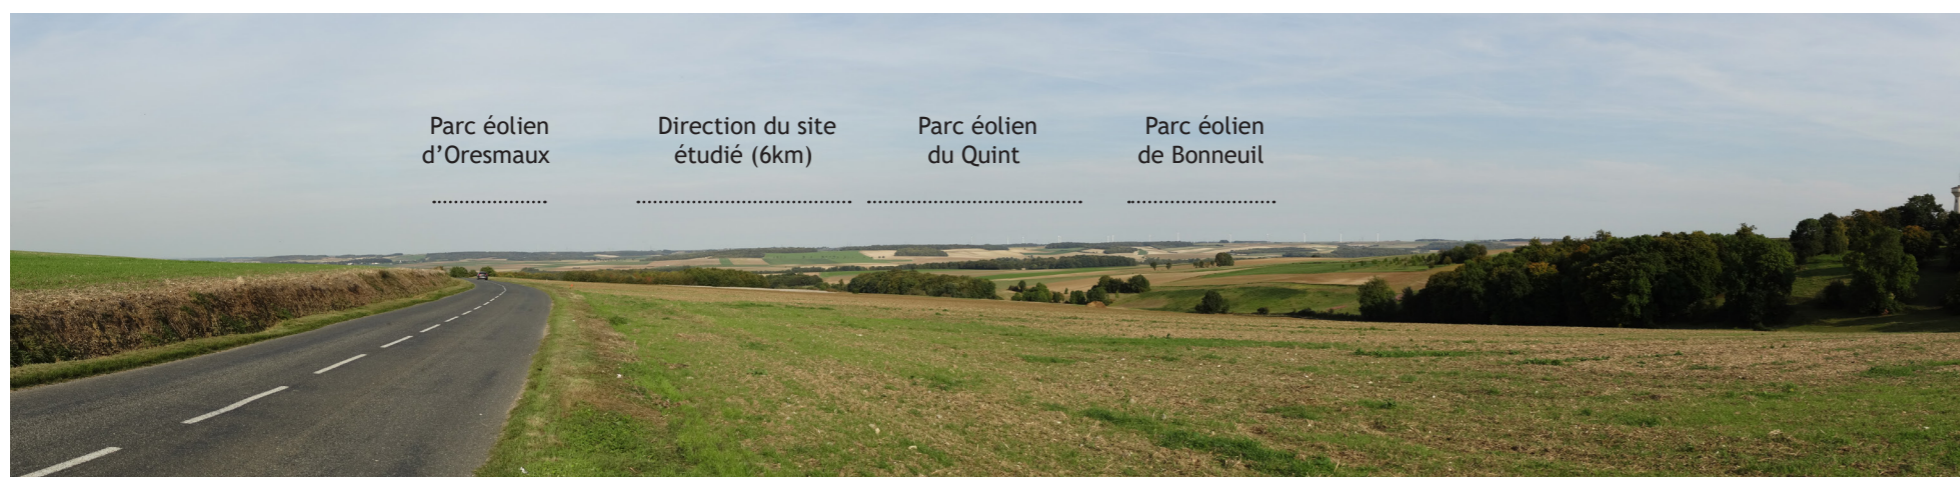 Parc éolien
d’Oresmaux
Direction du site
étudié (6km)
Parc éolien
du Quint
Parc éolien
de Bonneuil